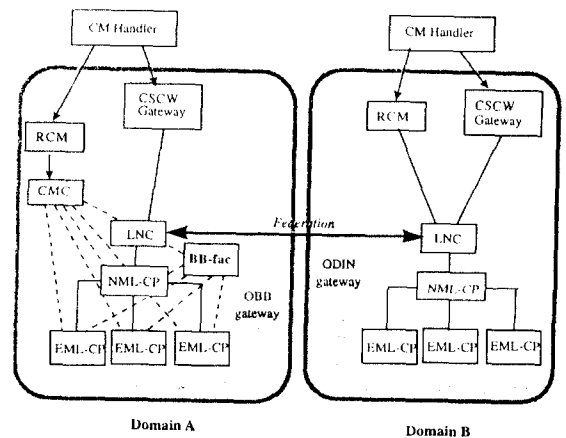 CM Handler
CM Handler
CSCW
Gateway
RCM
CMC
LNC
BB-fac
NML-CP
OBD
gateway
EML-CP
EML-CP
EML-CP
Federation
RCM
CSCW
Gateway
LNC
ODIN
gateway
NML-CP
EML-CP
EML-CP
EML-CP
Domain A
Domain B